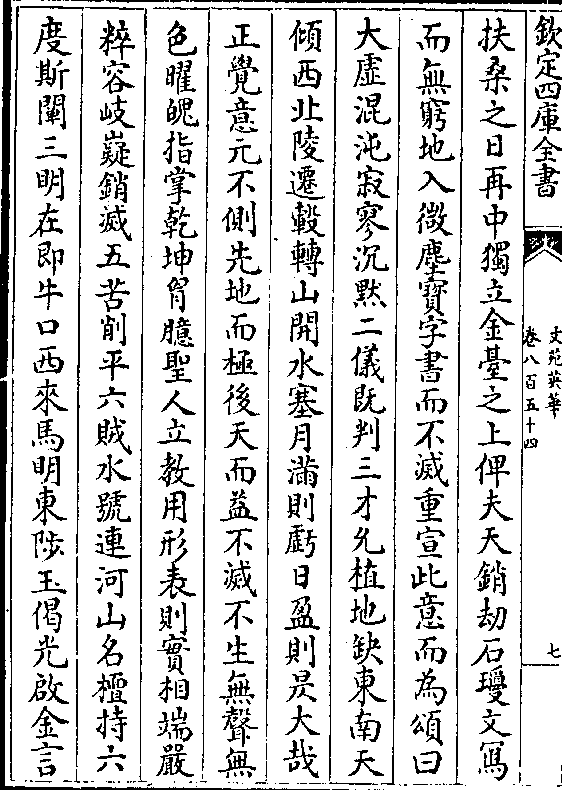 欽定四庫全書
文苑英華
卷八百五十四
七
扶桑之日再中獨立金臺之上俾夫天銷劫石瓊文冩
而無窮地入微塵寳字書而不滅重宣此意而為頌曰
大虚混沌寂寥沉黙二儀既判三才允植地缺東南天
傾西北陵遷轂轉山開水塞月滿則虧日盈則昃大哉
正覺意元不側先地而極後天而益不滅不生無聲無
色曜魄指掌乾坤胷臆聖人立教用形表則實相端嚴
粹容岐嶷銷滅五苦削平六賊水號連河山名檀持六
度斯闡三明在即牛口西來馬明東陟玉偈光啟金言